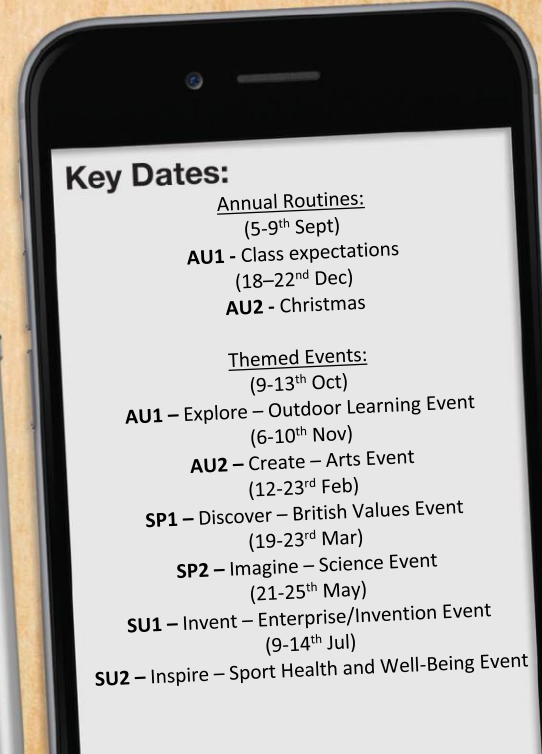 Key Dates:
Annual Routines:
(5-9th Sept)
AU1 - Class expectations
(18–22nd Dec)
AU2 - Christmas
Themed Events:
(9-13th Oct)
AU1 – Explore – Outdoor Learning Event
(6-10th Nov)
AU2 – Create – Arts Event
(12-23rd Feb)
SP1 – Discover – British Values Event
(19-23rd Mar)
SP2 – Imagine – Science Event
(21-25th May)
SU1 – Invent – Enterprise/Invention Event
(9-14th Jul)
SU2 – Inspire – Sport Health and Well-Being Event